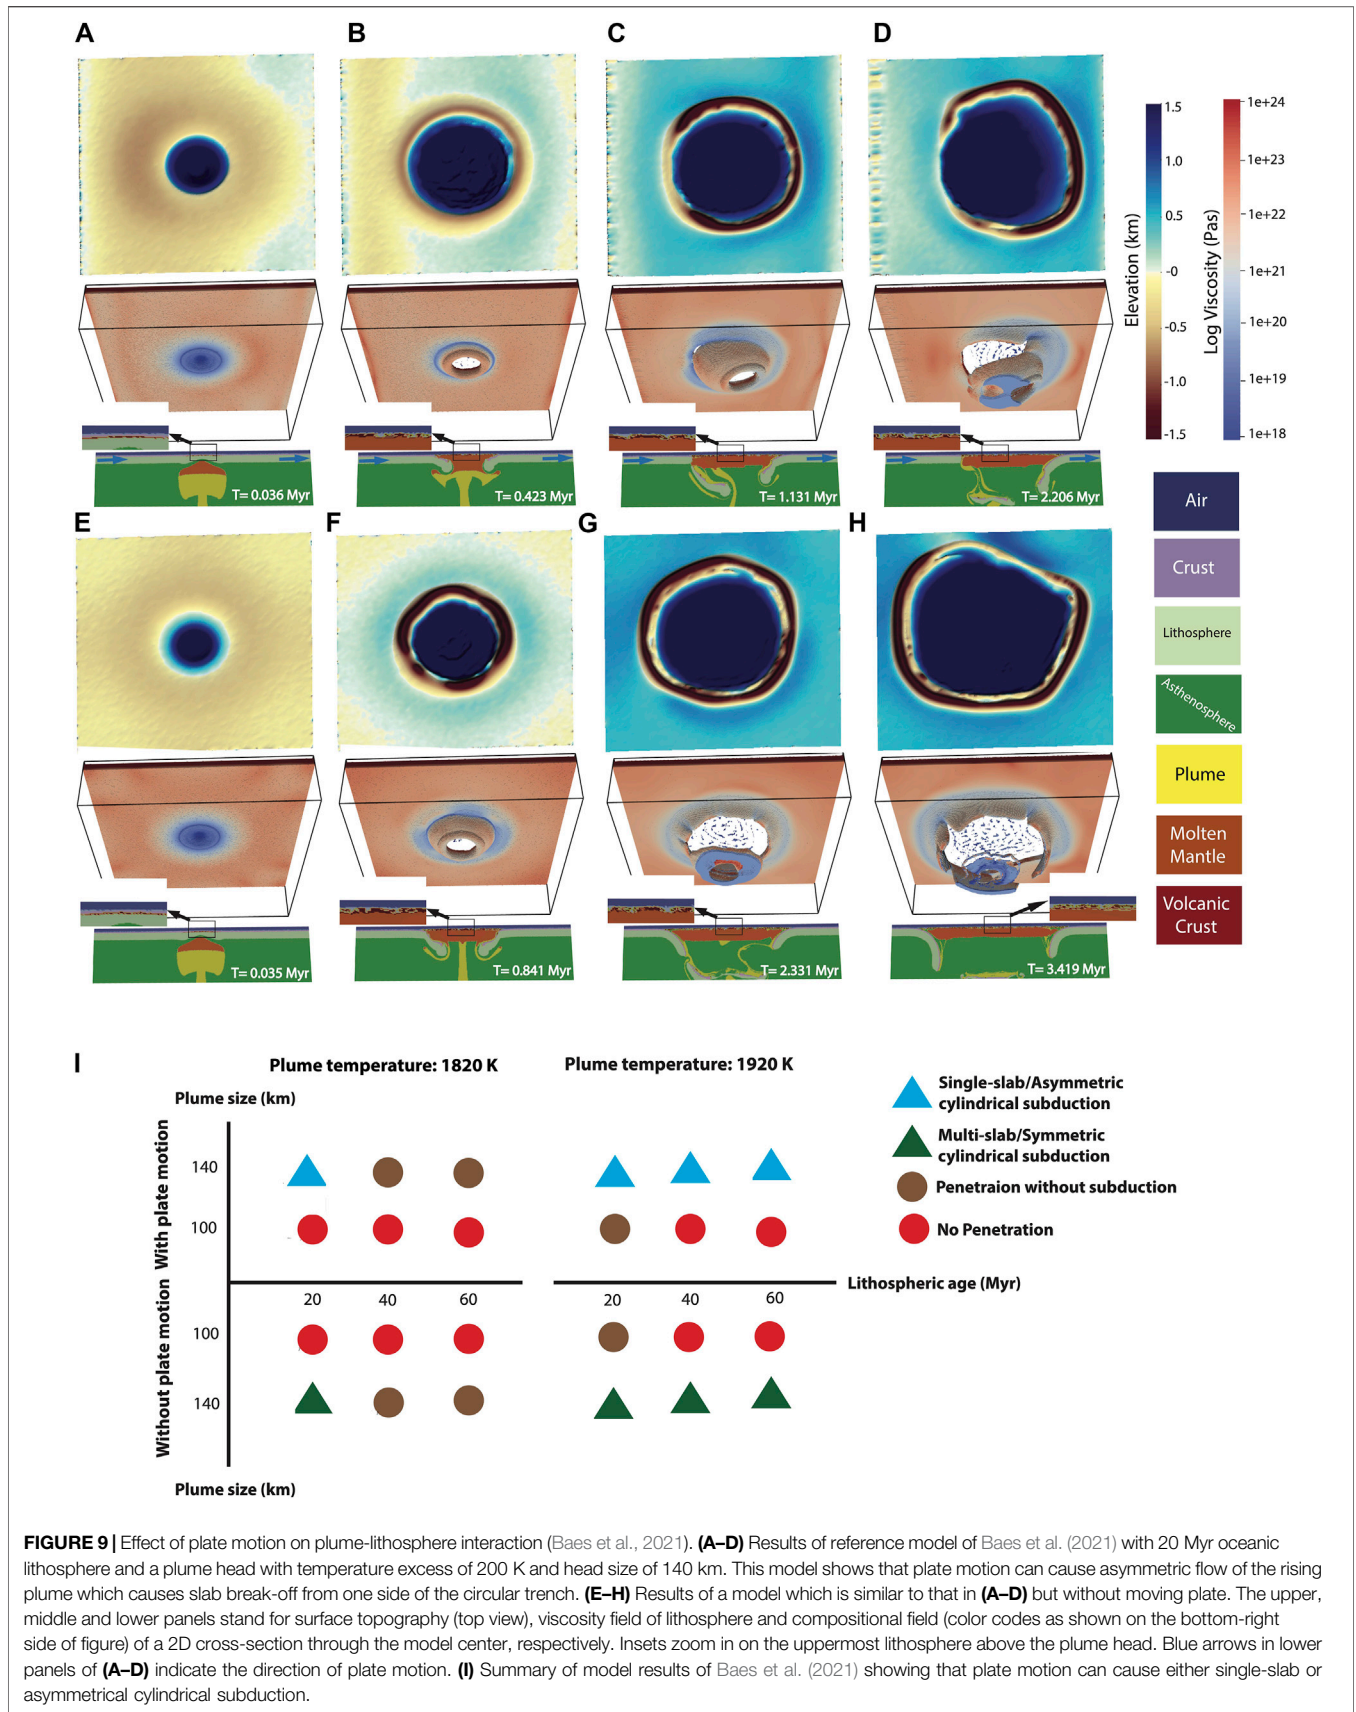 A
B
C
D
1.5
1.0
0.5
-0
-0.5
-1.0
-1.5
Elevation (km)
1e+24
1e+23
1e+22
1e+21
1e+20
1e+19
1e+18
Log Viscosity (Pas)
T= 0.036 Myr
T= 0.423 Myr
T= 1.131 Myr
T= 2.206 Myr
E
F
G
H
T= 0.035 Myr
T= 0.841 Myr
T= 2.331 Myr
T= 3.419 Myr
Air
Crust
Lithosphere
Asthenosphere
Plume
Molten
Mantle
Volcanic
Crust
I
Plume temperature: 1820 K
Plume temperature: 1920 K
Plume size (km)
With plate motion
140
100
Lithospheric age (Myr)
20
40
60
20
40
60
Without plate motion
100
140
Plume size (km)
Single-slab/Asymmetric
cylindrical subduction
Multi-slab/Symmetric
cylindrical subduction
Penetraion without subduction
No Penetration
FIGURE 9 | Effect of plate motion on plume-lithosphere interaction (Baes et al., 2021). (A–D) Results of reference model of Baes et al. (2021) with 20 Myr oceanic
lithosphere and a plume head with temperature excess of 200 K and head size of 140 km. This model shows that plate motion can cause asymmetric flow of the rising
plume which causes slab break-off from one side of the circular trench. (E–H) Results of a model which is similar to that in (A–D) but without moving plate. The upper,
middle and lower panels stand for surface topography (top view), viscosity field of lithosphere and compositional field (color codes as shown on the bottom-right
side of figure) of a 2D cross-section through the model center, respectively. Insets zoom in on the uppermost lithosphere above the plume head. Blue arrows in lower
panels of (A–D) indicate the direction of plate motion. (I) Summary of model results of Baes et al. (2021) showing that plate motion can cause either single-slab or
asymmetrical cylindrical subduction.